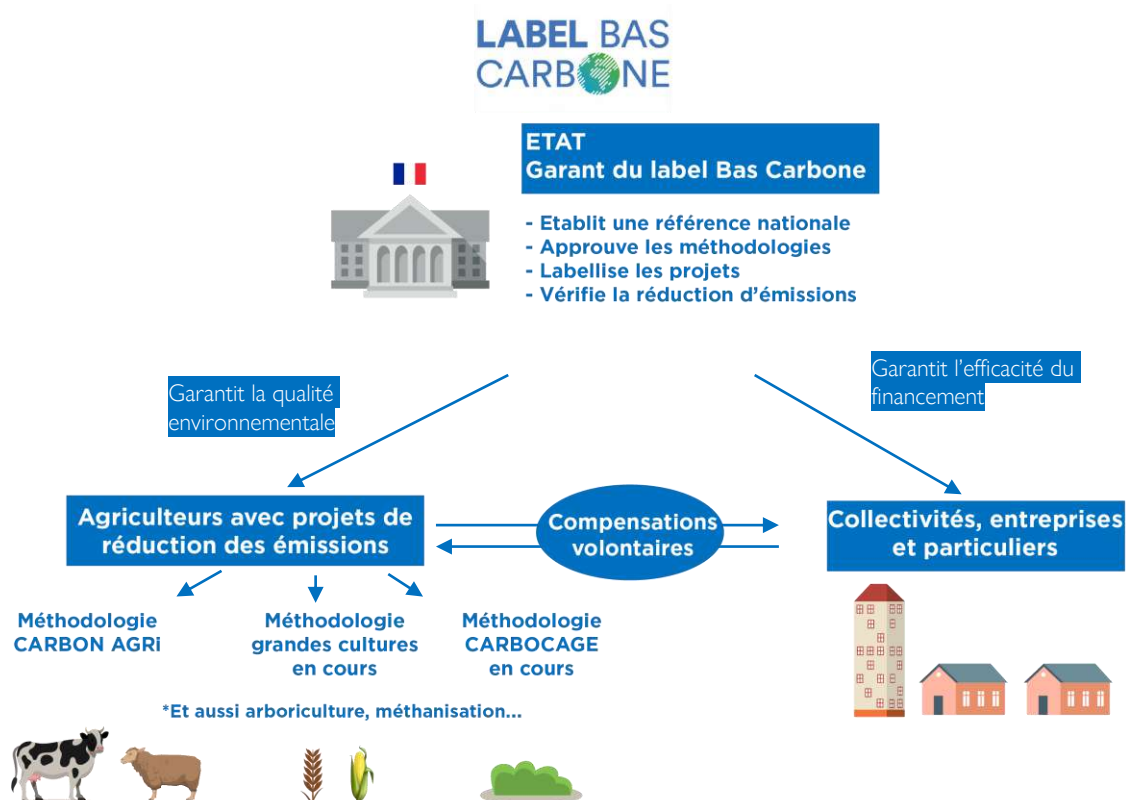 LABEL BAS
CARBONE
ETAT
Garant du label Bas Carbone
- Etablit une référence nationale
- Approuve les méthodologies
- Labellise les projets
- Vérifie la réduction d’émissions
Garantit la qualité
environnementale
Garantit l’efficacité du
financement
Agriculteurs avec projets de
réduction des émissions
Compensations
volontaires
Collectivités, entreprises
et particuliers
Méthodologie
CARBON AGRi
Méthodologie
grandes cultures
en cours
Méthodologie
CARBOCAGE
en cours
*Et aussi arboriculture, méthanisation...